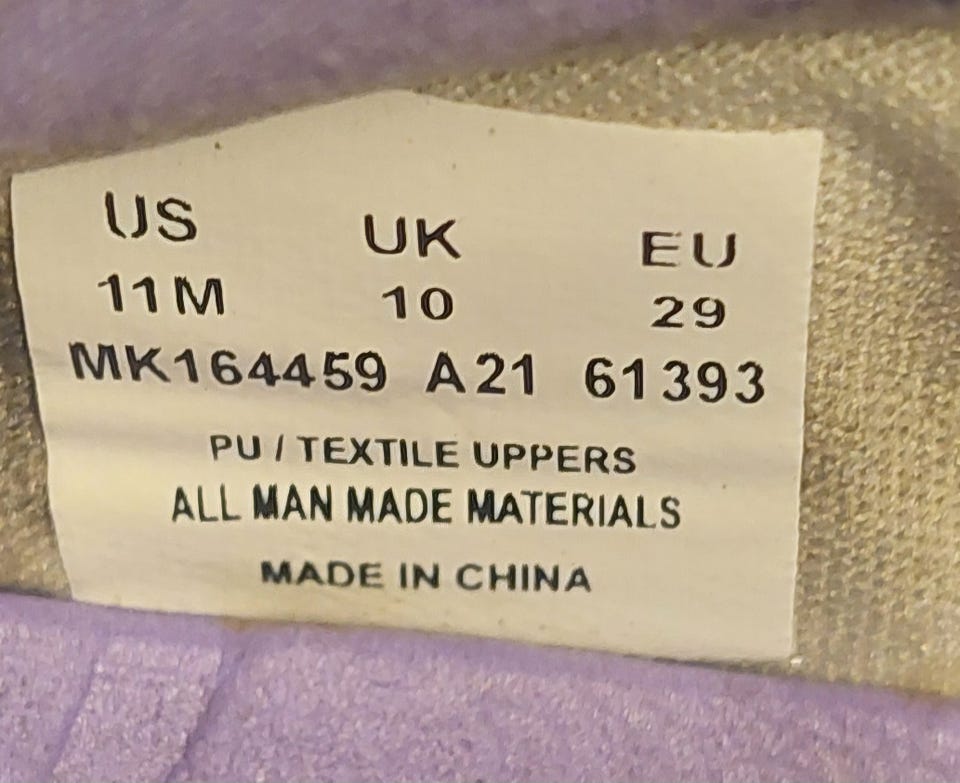 US UK EU
11M 10 29
MK164459 A21 61393
PU / TEXTILE UPPERS
ALL MAN MADE MATERIALS
MADE IN CHINA